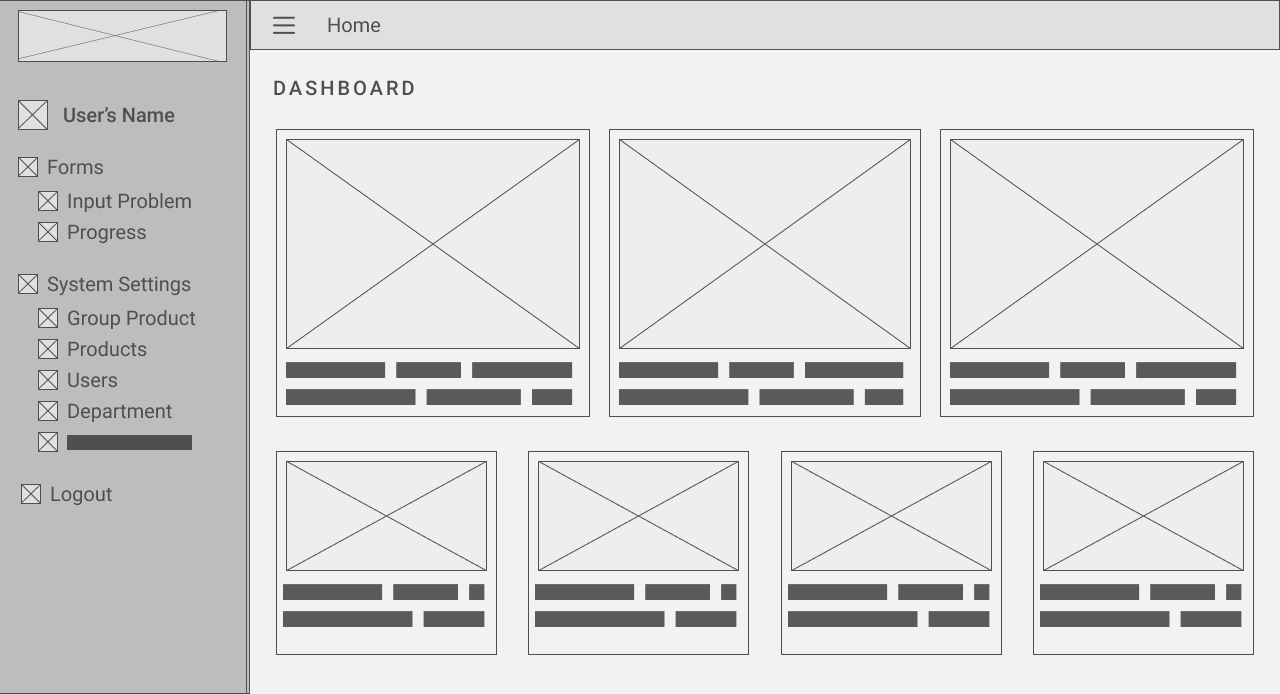 Home
DASHBOARD
User’s Name
Forms
Input Problem
Progress
System Settings
Group Product
Products
Users
Department
Logout